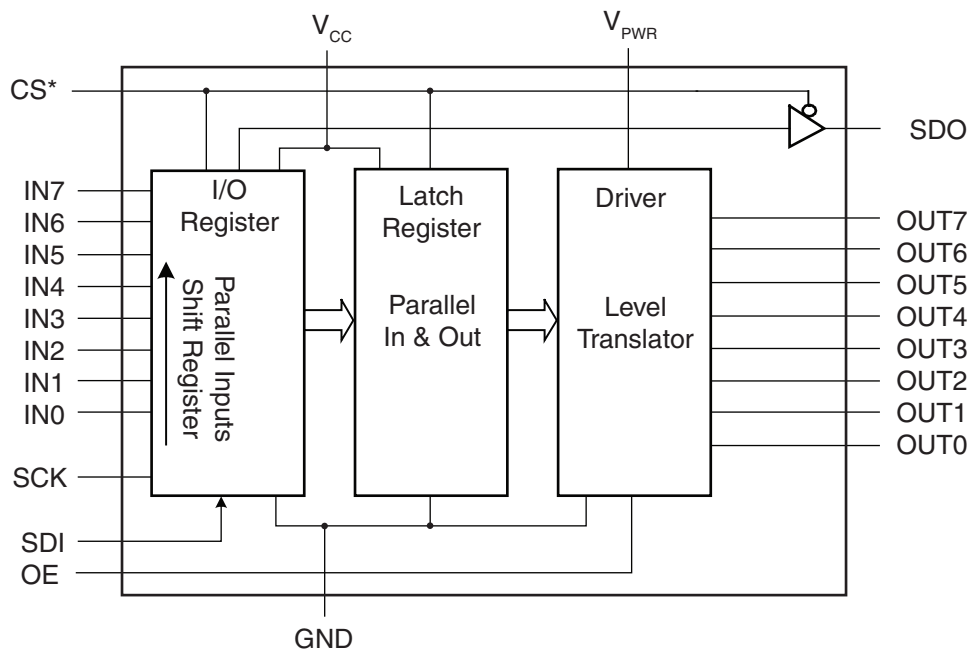 V_CC
V_PWR
CS*
SDO
IN7
IN6
IN5
IN4
IN3
IN2
IN1
IN0
SCK
SDI
OE
I/O
Register
Parallel Inputs
Shift Register
Latch
Register
Parallel
In & Out
Driver
Level
Translator
OUT7
OUT6
OUT5
OUT4
OUT3
OUT2
OUT1
OUT0
GND